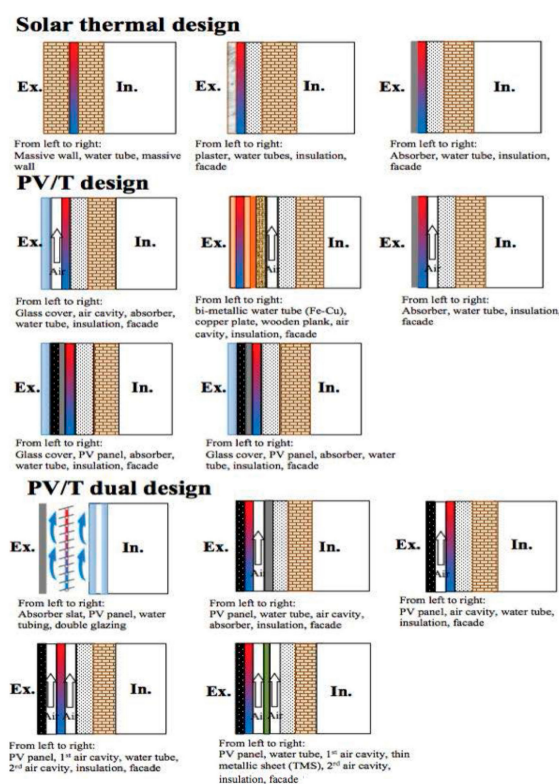 Solar thermal design
Ex. In. Ex. In. Ex. In.
From left to right:
Massive wall, water tube, massive
wall
From left to right:
plaster, water tubes, insulation,
facade
From left to right:
Absorber, water tube, insulation,
facade
PV/T design
Ex. Air In. Ex. Air In. Ex. Air In.
From left to right:
Glass cover, air cavity, absorber,
water tube, insulation, facade
From left to right:
bi-metallic water tube (Fe-Cu),
copper plate, wooden plank, air
cavity, insulation, facade
From left to right:
Absorber, water tube, insulation,
facade
Ex. In. Ex. In.
From left to right:
Glass cover, PV panel, absorber,
water tube, insulation, facade
From left to right:
Glass cover, PV panel, absorber, water
tube, insulation, facade
PV/T dual design
Ex. In. Ex. Air In. Ex. Air In.
From left to right:
Absorber slat, PV panel, water
tubing, double glazing
From left to right:
PV panel, water tube, air cavity,
absorber, insulation, facade
From left to right:
PV panel, air cavity, water tube,
insulation, facade
Ex. Air Air In. Ex. Air Air In.
From left to right:
PV panel, 1st air cavity, water tube,
2rd air cavity, insulation, facade
From left to right:
PV panel, water tube, 1st air cavity, thin
metallic sheet (TMS), 2rd air cavity,
insulation, facade